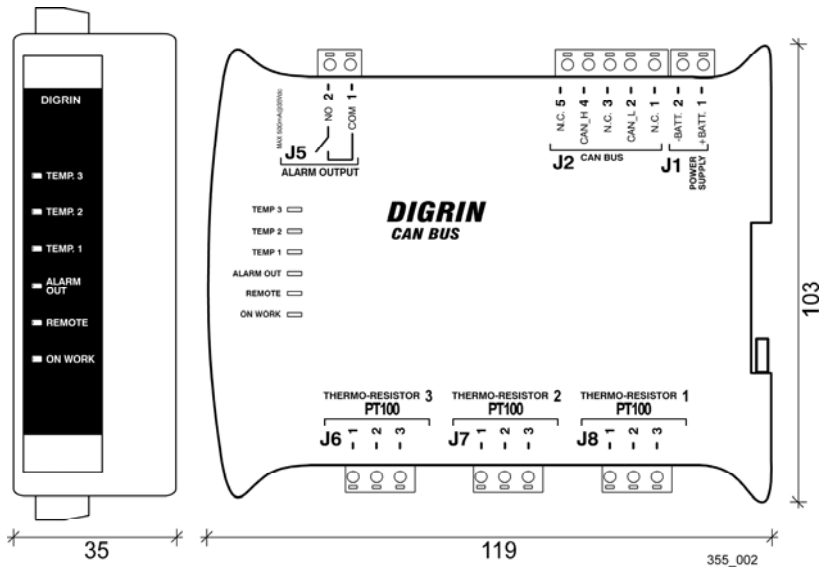 DIGRIN
TEMP. 3
TEMP. 2
TEMP. 1
ALARM
OUT
REMOTE
ON WORK
35
MAX 500mA@30Vdc
NO 2
COM 1
J5
ALARM OUTPUT
N.C. 5
CAN_H 4
N.C. 3
CAN_L 2
N.C. 1
J2 CAN BUS
-BATT. 2
+BATT. 1
J1 POWER
SUPPLY
TEMP 3
TEMP 2
TEMP 1
ALARM OUT
REMOTE
ON WORK
DIGRIN
CAN BUS
THERMO-RESISTOR 3
PT100
J6 1 2 3
THERMO-RESISTOR 2
PT100
J7 1 2 3
THERMO-RESISTOR 1
PT100
J8 1 2 3
103
119
355_002